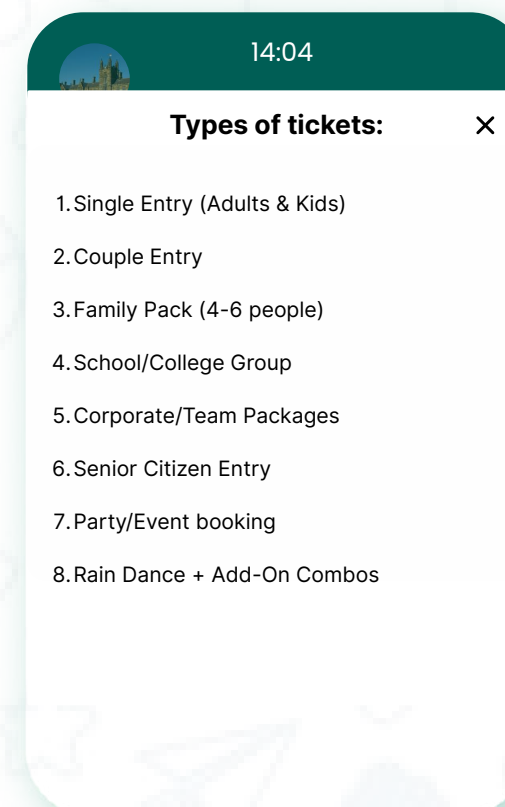 14:04
Types of tickets:
1. Single Entry (Adults & Kids)
2. Couple Entry
3. Family Pack (4-6 people)
4. School/College Group
5. Corporate/Team Packages
6. Senior Citizen Entry
7. Party/Event booking
8. Rain Dance + Add-On Combos